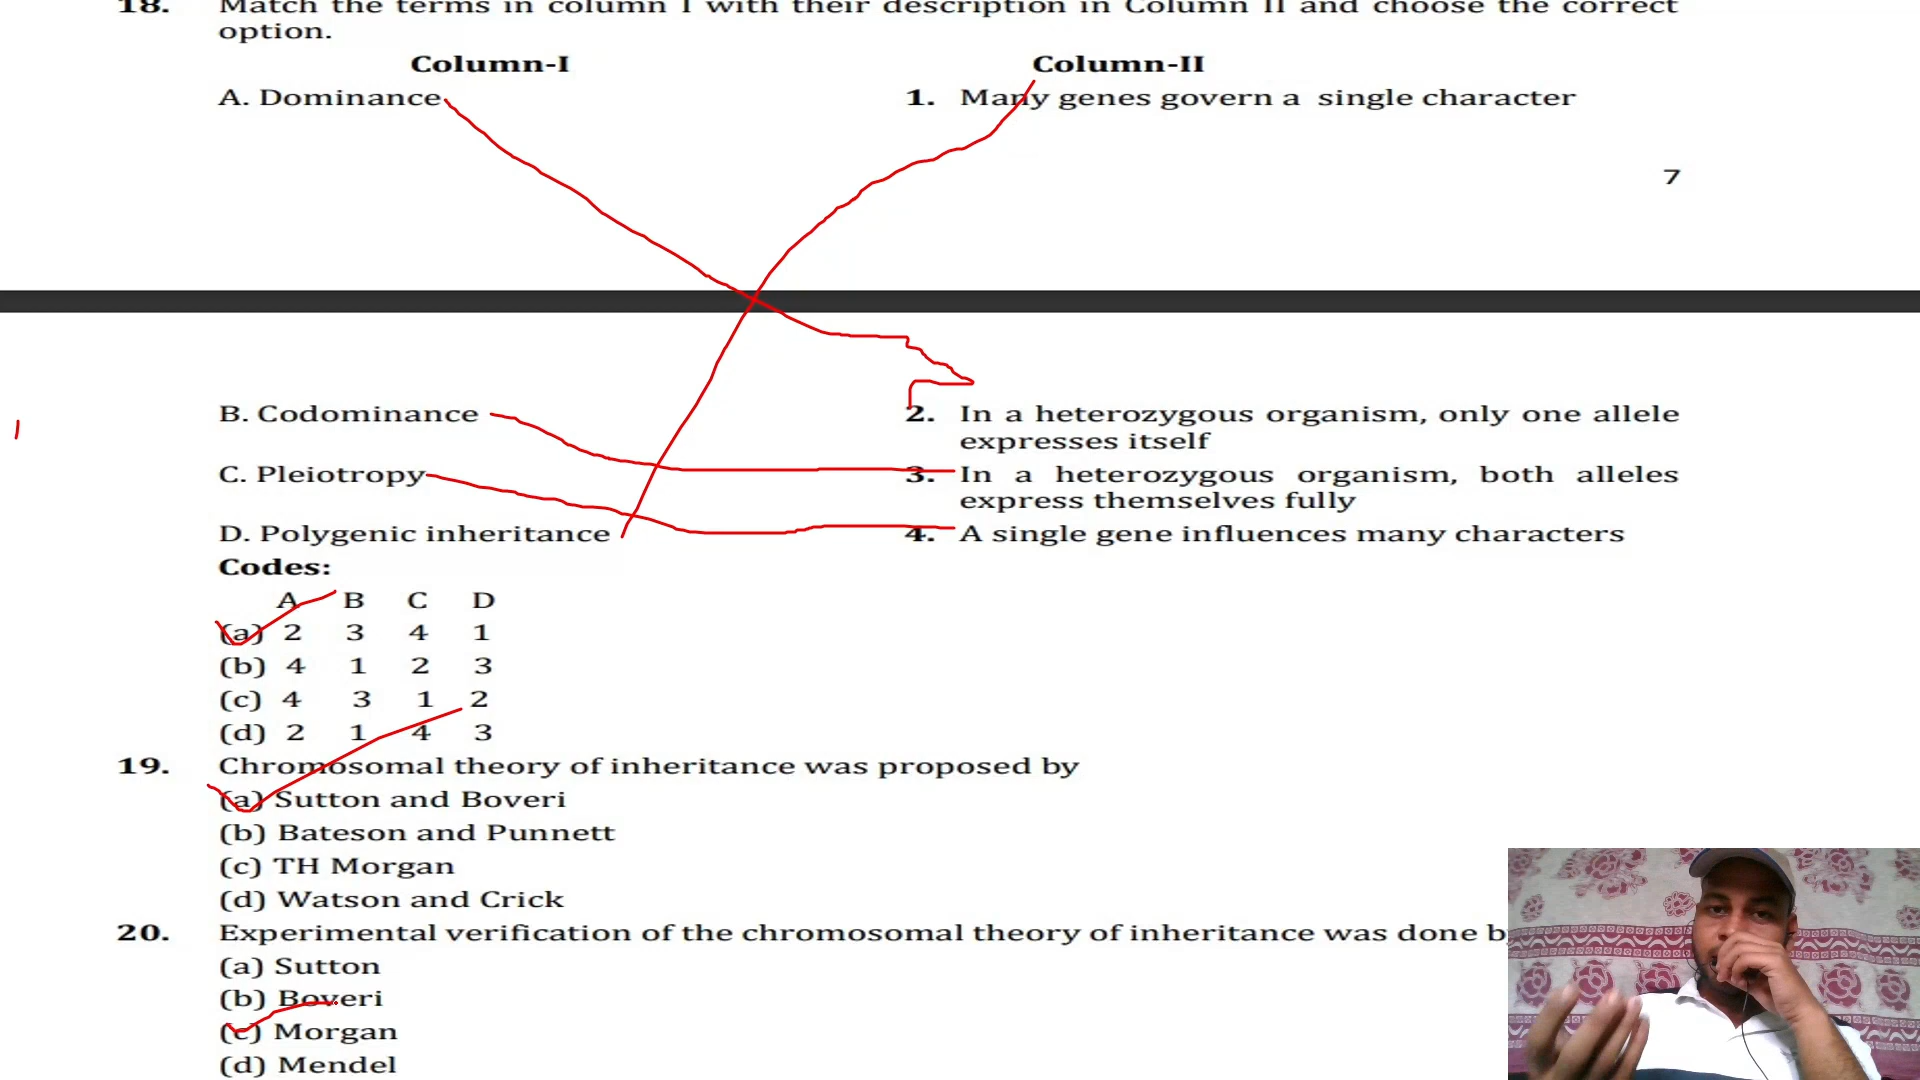 18. Match the terms in column I with their description in Column II and choose the correct
option.
Column-I Column-II
A. Dominance 1. Many genes govern a single character
7
B. Codominance 2. In a heterozygous organism, only one allele
expresses itself
C. Pleiotropy 3. In a heterozygous organism, both alleles
express themselves fully
D. Polygenic inheritance 4. A single gene influences many characters
Codes:
A B C D
(a) 2 3 4 1
(b) 4 1 2 3
(c) 4 3 1 2
(d) 2 1 4 3
19. Chromosomal theory of inheritance was proposed by
(a) Sutton and Boveri
(b) Bateson and Punnett
(c) TH Morgan
(d) Watson and Crick
20. Experimental verification of the chromosomal theory of inheritance was done b
(a) Sutton
(b) Boveri
(c) Morgan
(d) Mendel